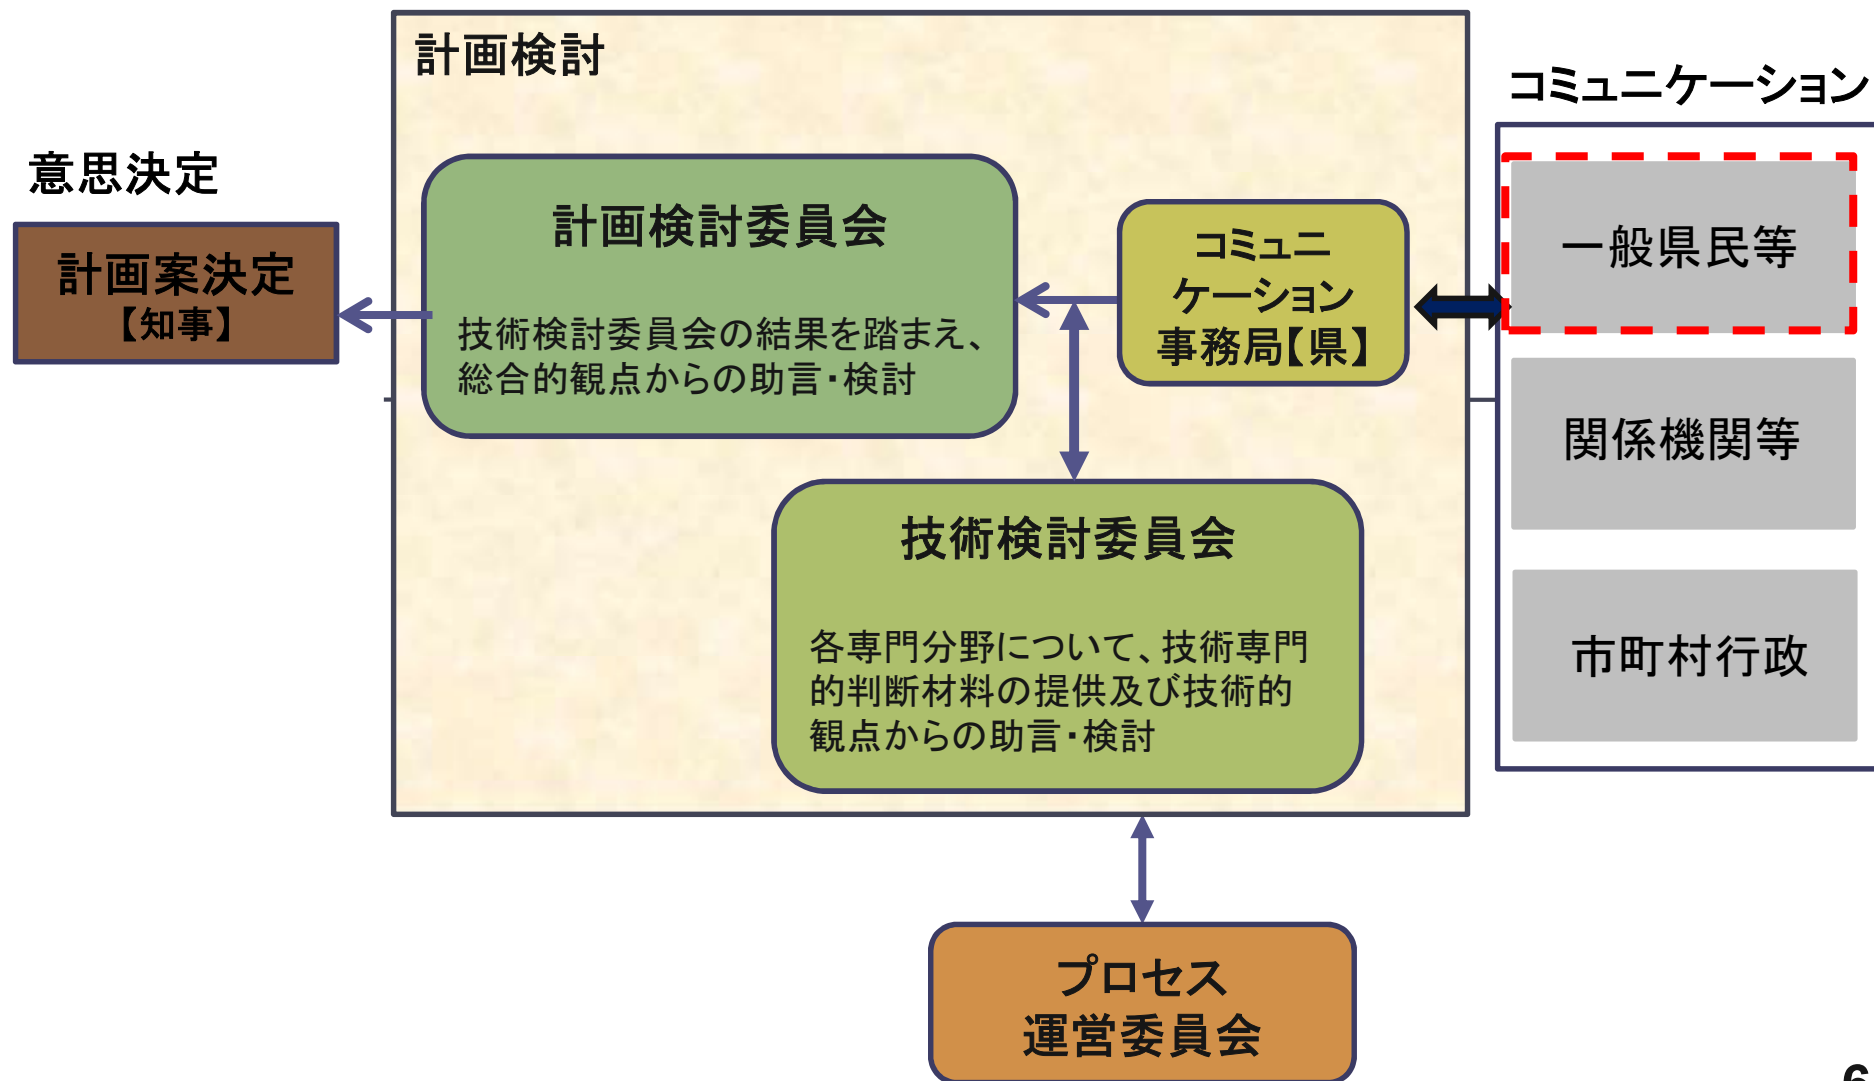 計画検討
コミュニケーション
意思決定
計画案決定
【知事】
計画検討委員会
技術検討委員会の結果を踏まえ、
総合的観点からの助言・検討
コミュニ
ケーション
事務局【県】
一般県民等
関係機関等
市町村行政
技術検討委員会
各専門分野について、技術専門
的判断材料の提供及び技術的
観点からの助言・検討
プロセス
運営委員会
6